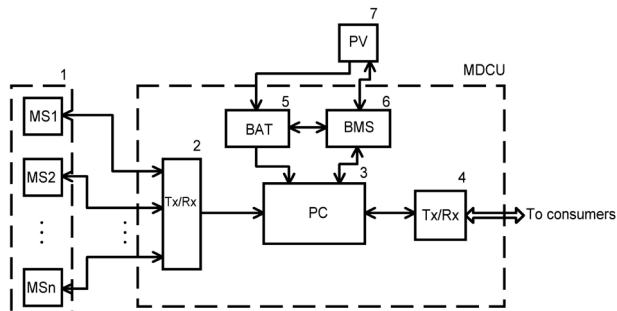 7
PV
MDCU
1
5
6
MS1
BAT
BMS
2
3
4
MS2
Tx/Rx
PC
Tx/Rx
To consumers
MSn